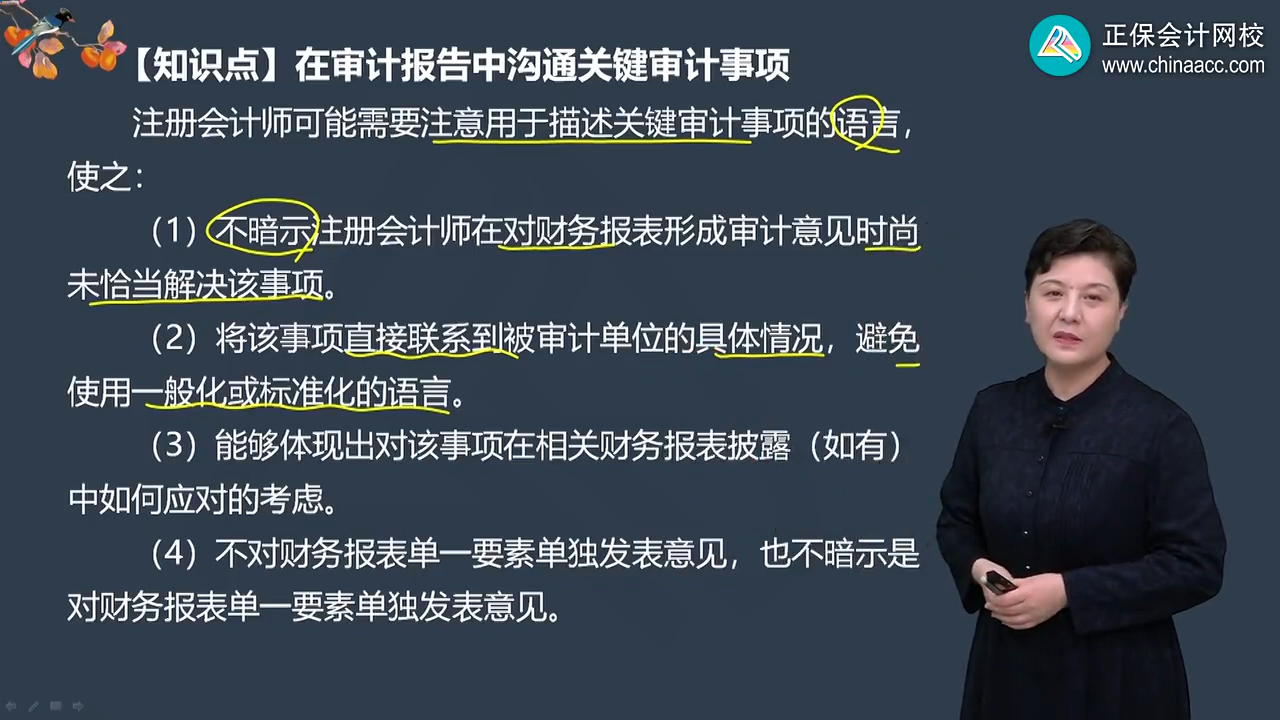 正保会计网校
www.chinaacc.com
【知识点】在审计报告中沟通关键审计事项
注册会计师可能需要注意用于描述关键审计事项的语言，
使之：
（1）不暗示注册会计师在对财务报表形成审计意见时尚
未恰当解决该事项。
（2）将该事项直接联系到被审计单位的具体情况，避免
使用一般化或标准化的语言。
（3）能够体现出对该事项在相关财务报表披露（如有）
中如何应对的考虑。
（4）不对财务报表单一要素单独发表意见，也不暗示是
对财务报表单一要素单独发表意见。